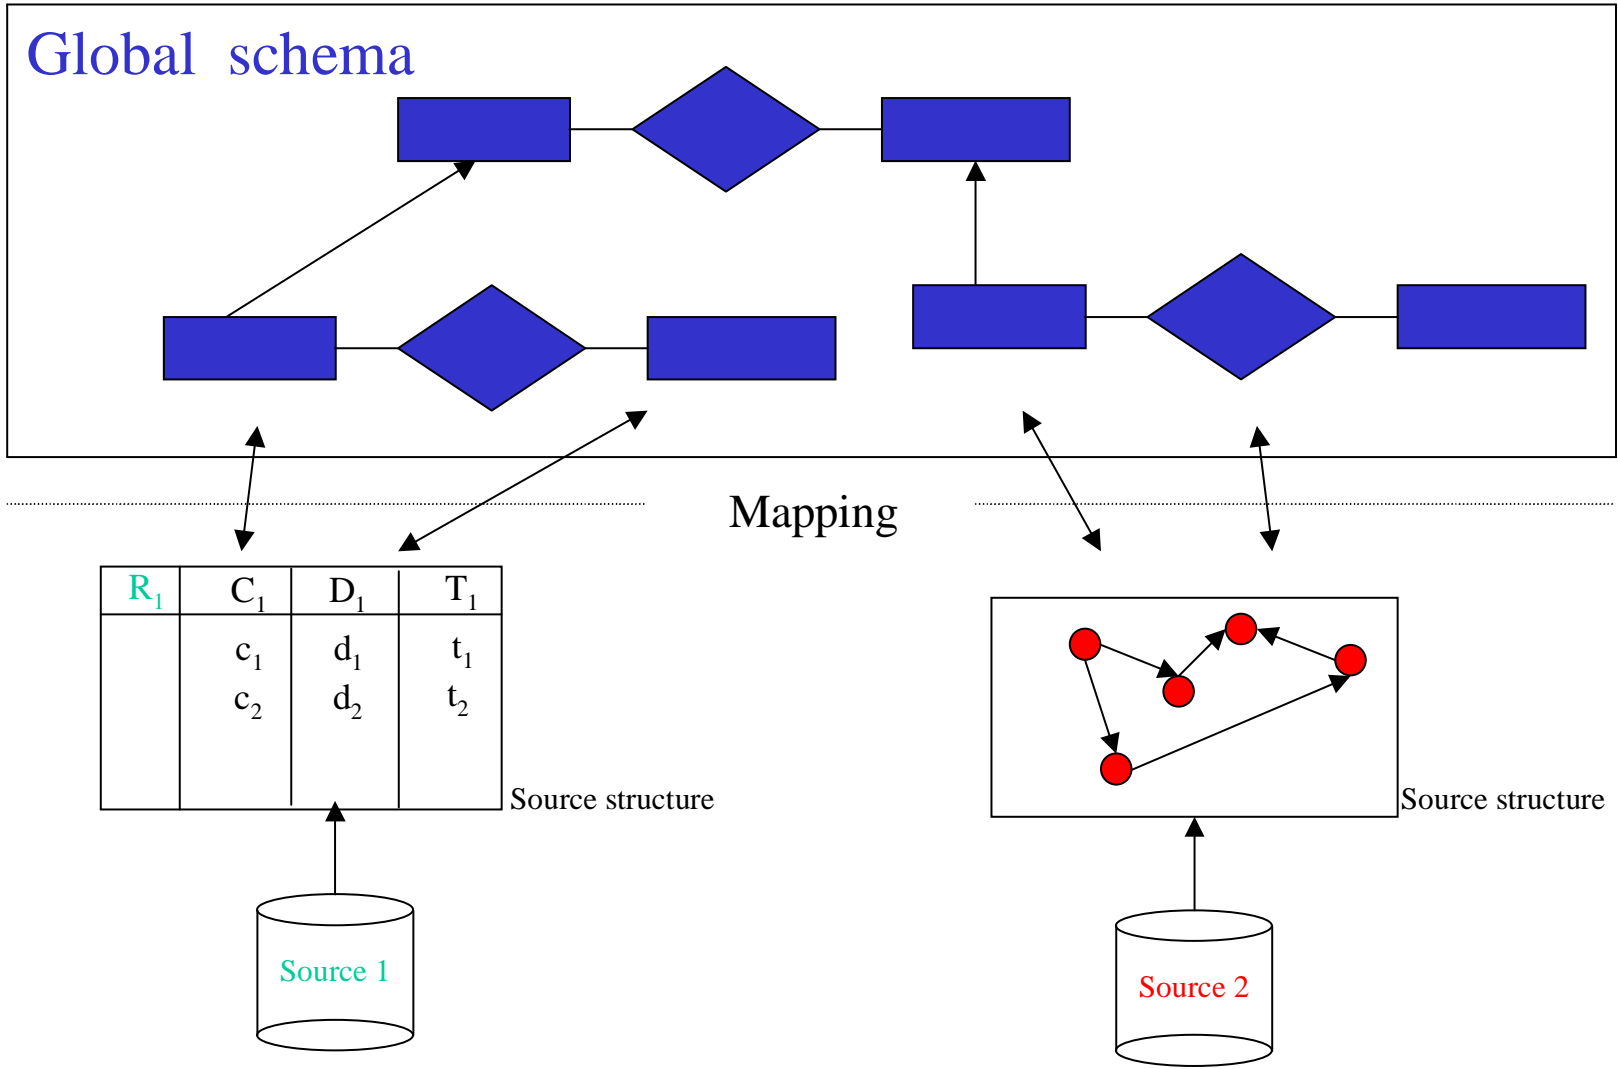 Global schema
Mapping
R1 C1 D1 T1
c1 d1 t1
c2 d2 t2
Source structure
Source structure
Source 1
Source 2